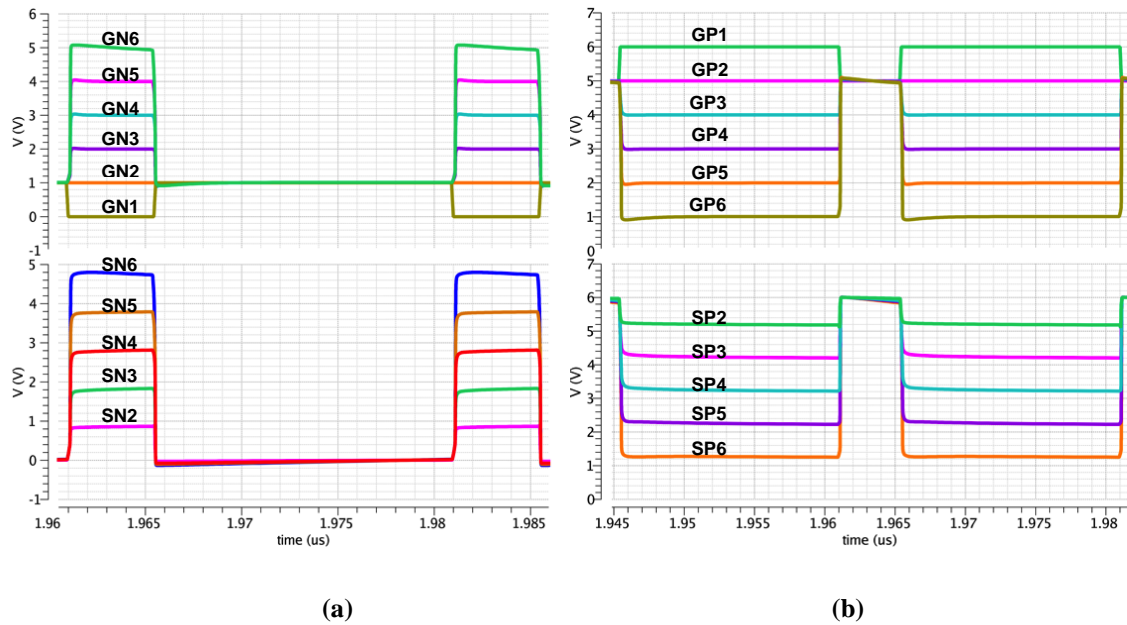 6
5
4
3
2
1
0
-1
V (V)
GN6
GN5
GN4
GN3
GN2
GN1
5
4
3
2
1
0
-1
V (V)
SN6
SN5
SN4
SN3
SN2
1.96 1.965 1.97 1.975 1.98 1.985
time (us)
(a)
7
6
5
4
3
2
1
0
V (V)
GP1
GP2
GP3
GP4
GP5
GP6
7
6
5
4
3
2
1
0
V (V)
SP2
SP3
SP4
SP5
SP6
1.945 1.95 1.955 1.96 1.965 1.97 1.975 1.98
time (us)
(b)